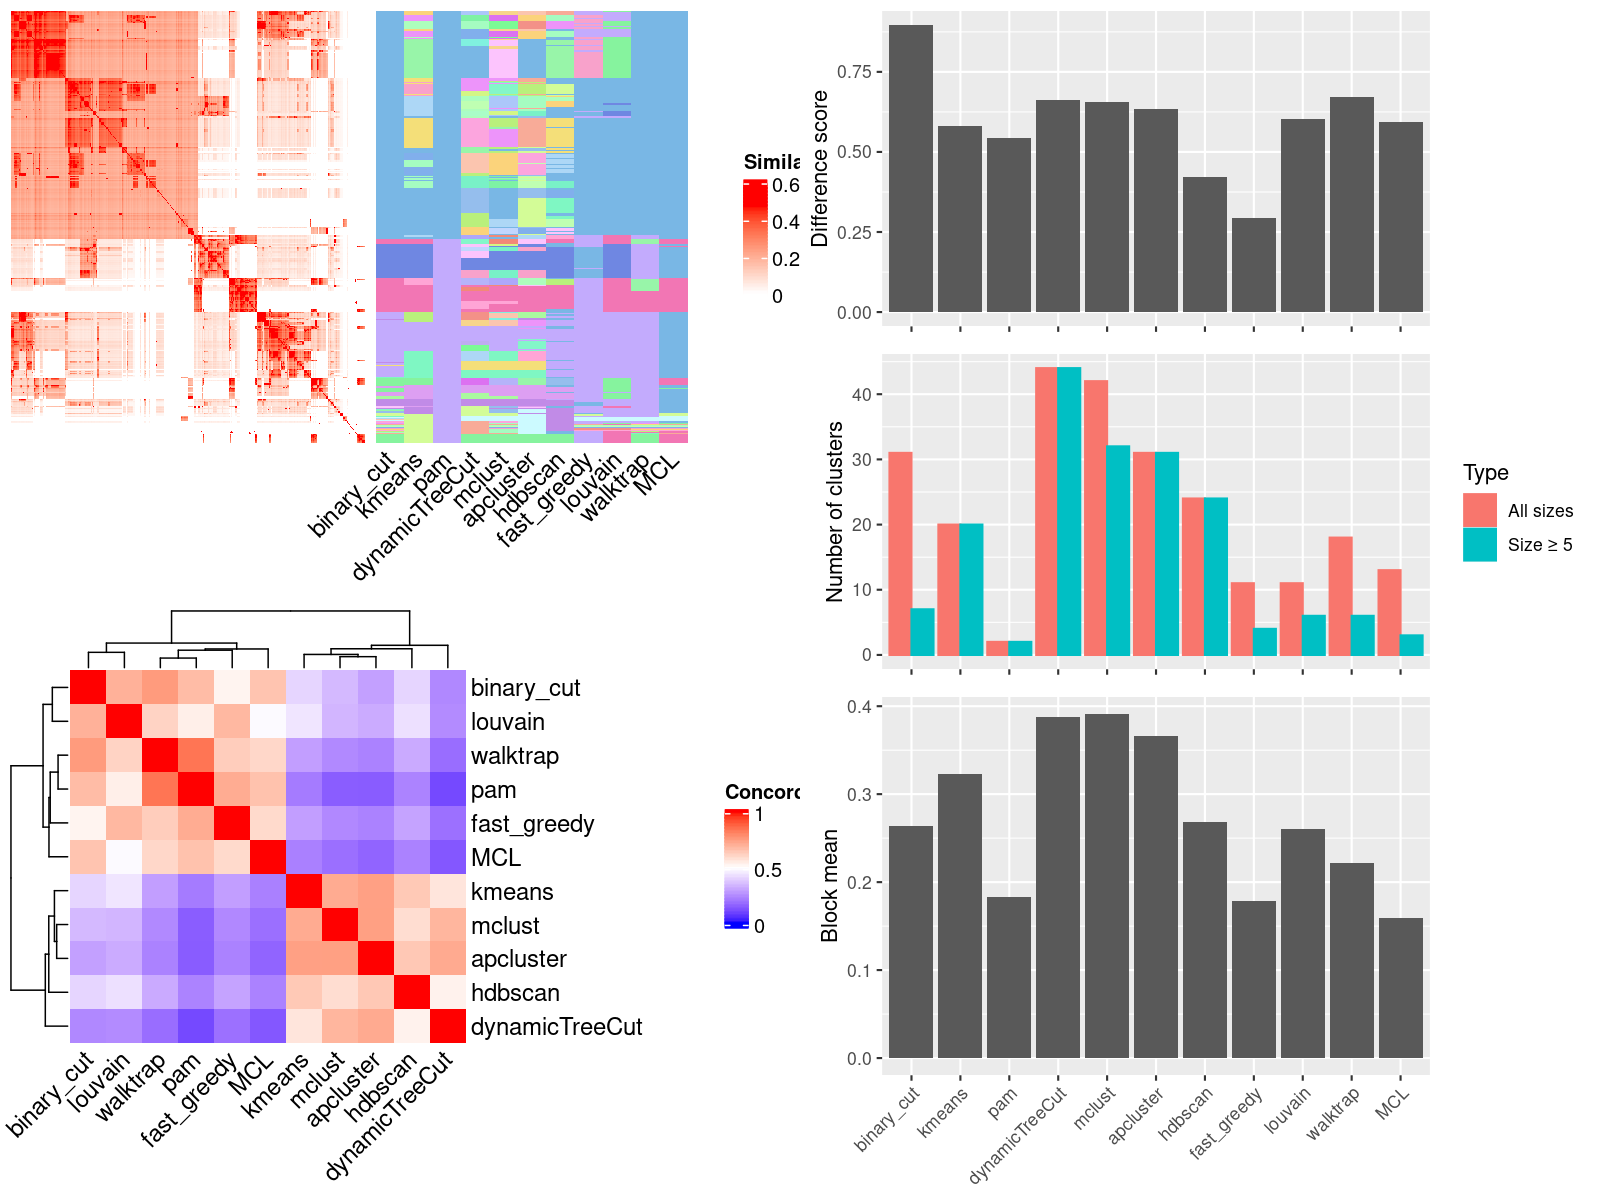 Simila
0.6
0.4
0.2
0
binary_cut
kmeans
pam
dynamicTreeCut
mclust
apcluster
hdbscan
fast_greedy
louvain
walktrap
MCL
binary_cut
louvain
walktrap
pam
fast_greedy
MCL
kmeans
mclust
apcluster
hdbscan
dynamicTreeCut
binary_cut
louvain
walktrap
pam
fast_greedy
MCL
kmeans
mclust
apcluster
hdbscan
dynamicTreeCut
Concord
1
0.5
0
Difference score
0.75
0.50
0.25
0.00
Number of clusters
40
30
20
10
0
Type
All sizes
Size ≥ 5
Block mean
0.4
0.3
0.2
0.1
0.0
binary_cut
kmeans
pam
dynamicTreeCut
mclust
apcluster
hdbscan
fast_greedy
louvain
walktrap
MCL